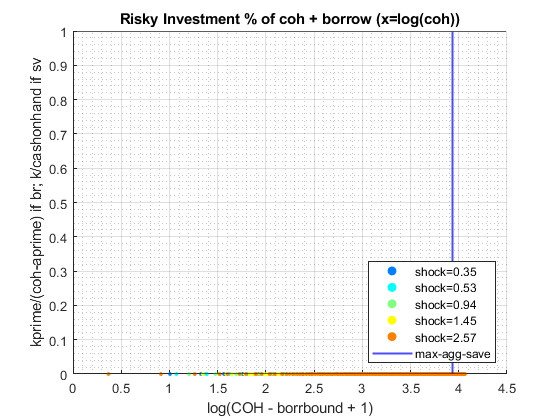 Risky Investment % of coh + borrow (x=log(coh))
kprime/(coh-aprime) if br; k/cashonhand if sv
1
0.9
0.8
0.7
0.6
0.5
0.4
0.3
0.2
0.1
0
shock=0.35
shock=0.53
shock=0.94
shock=1.45
shock=2.57
max-agg-save
0 0.5 1 1.5 2 2.5 3 3.5 4 4.5
log(COH - borrbound + 1)